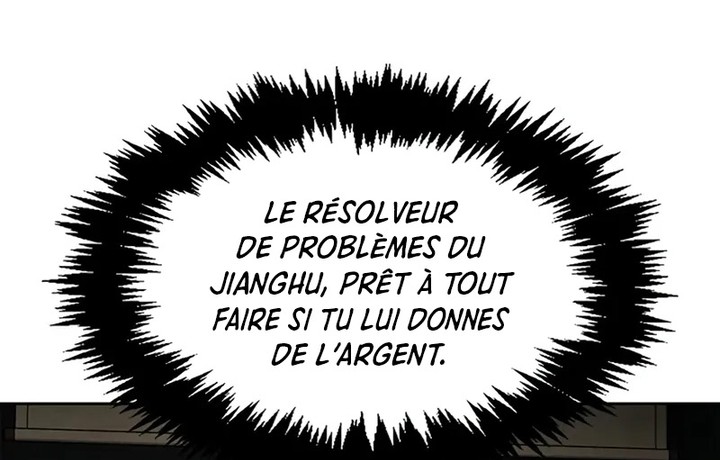 LE RÉSOLVEUR
DE PROBLÈMES DU
JIANGHU, PRÊT À TOUT
FAIRE SI TU LUI DONNES
DE L'ARGENT.